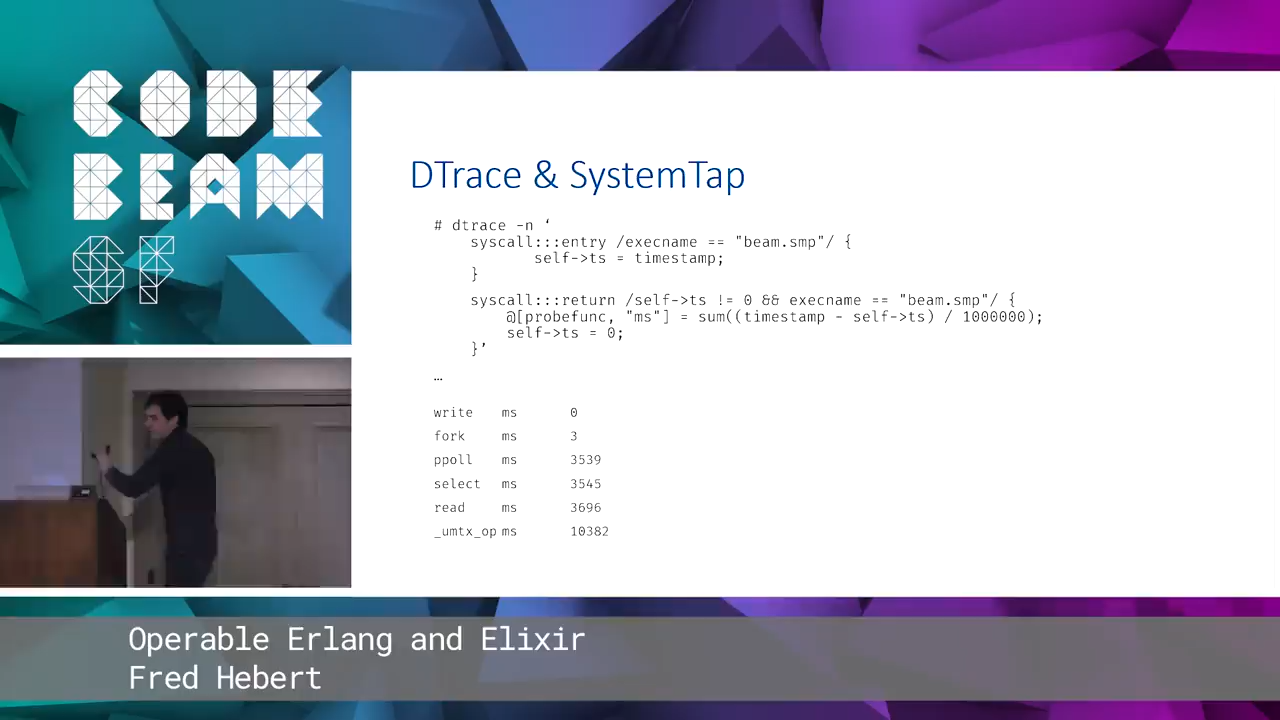 CODE
BEAM
SF
DTrace & SystemTap
# dtrace -n ‘
syscall:::entry /execname == "beam.smp"/ {
self->ts = timestamp;
}
syscall:::return /self->ts != 0 && execname == "beam.smp"/ {
@[probefunc, "ms"] = sum((timestamp - self->ts) / 1000000);
self->ts = 0;
}’
…
write ms 0
fork ms 3
ppoll ms 3539
select ms 3545
read ms 3696
_umtx_op ms 10382
Operable Erlang and Elixir
Fred Hebert